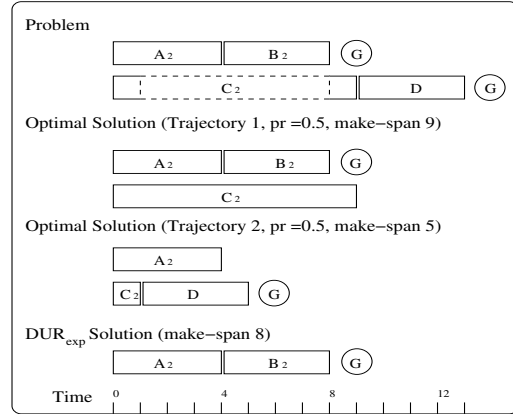 Problem
A₂ B₂ G
C₂ D G
Optimal Solution (Trajectory 1, pr =0.5, make−span 9)
A₂ B₂ G
C₂
Optimal Solution (Trajectory 2, pr =0.5, make−span 5)
A₂
C₂ D G
DURₑₓₚ Solution (make−span 8)
A₂ B₂ G
Time 0 4 8 12